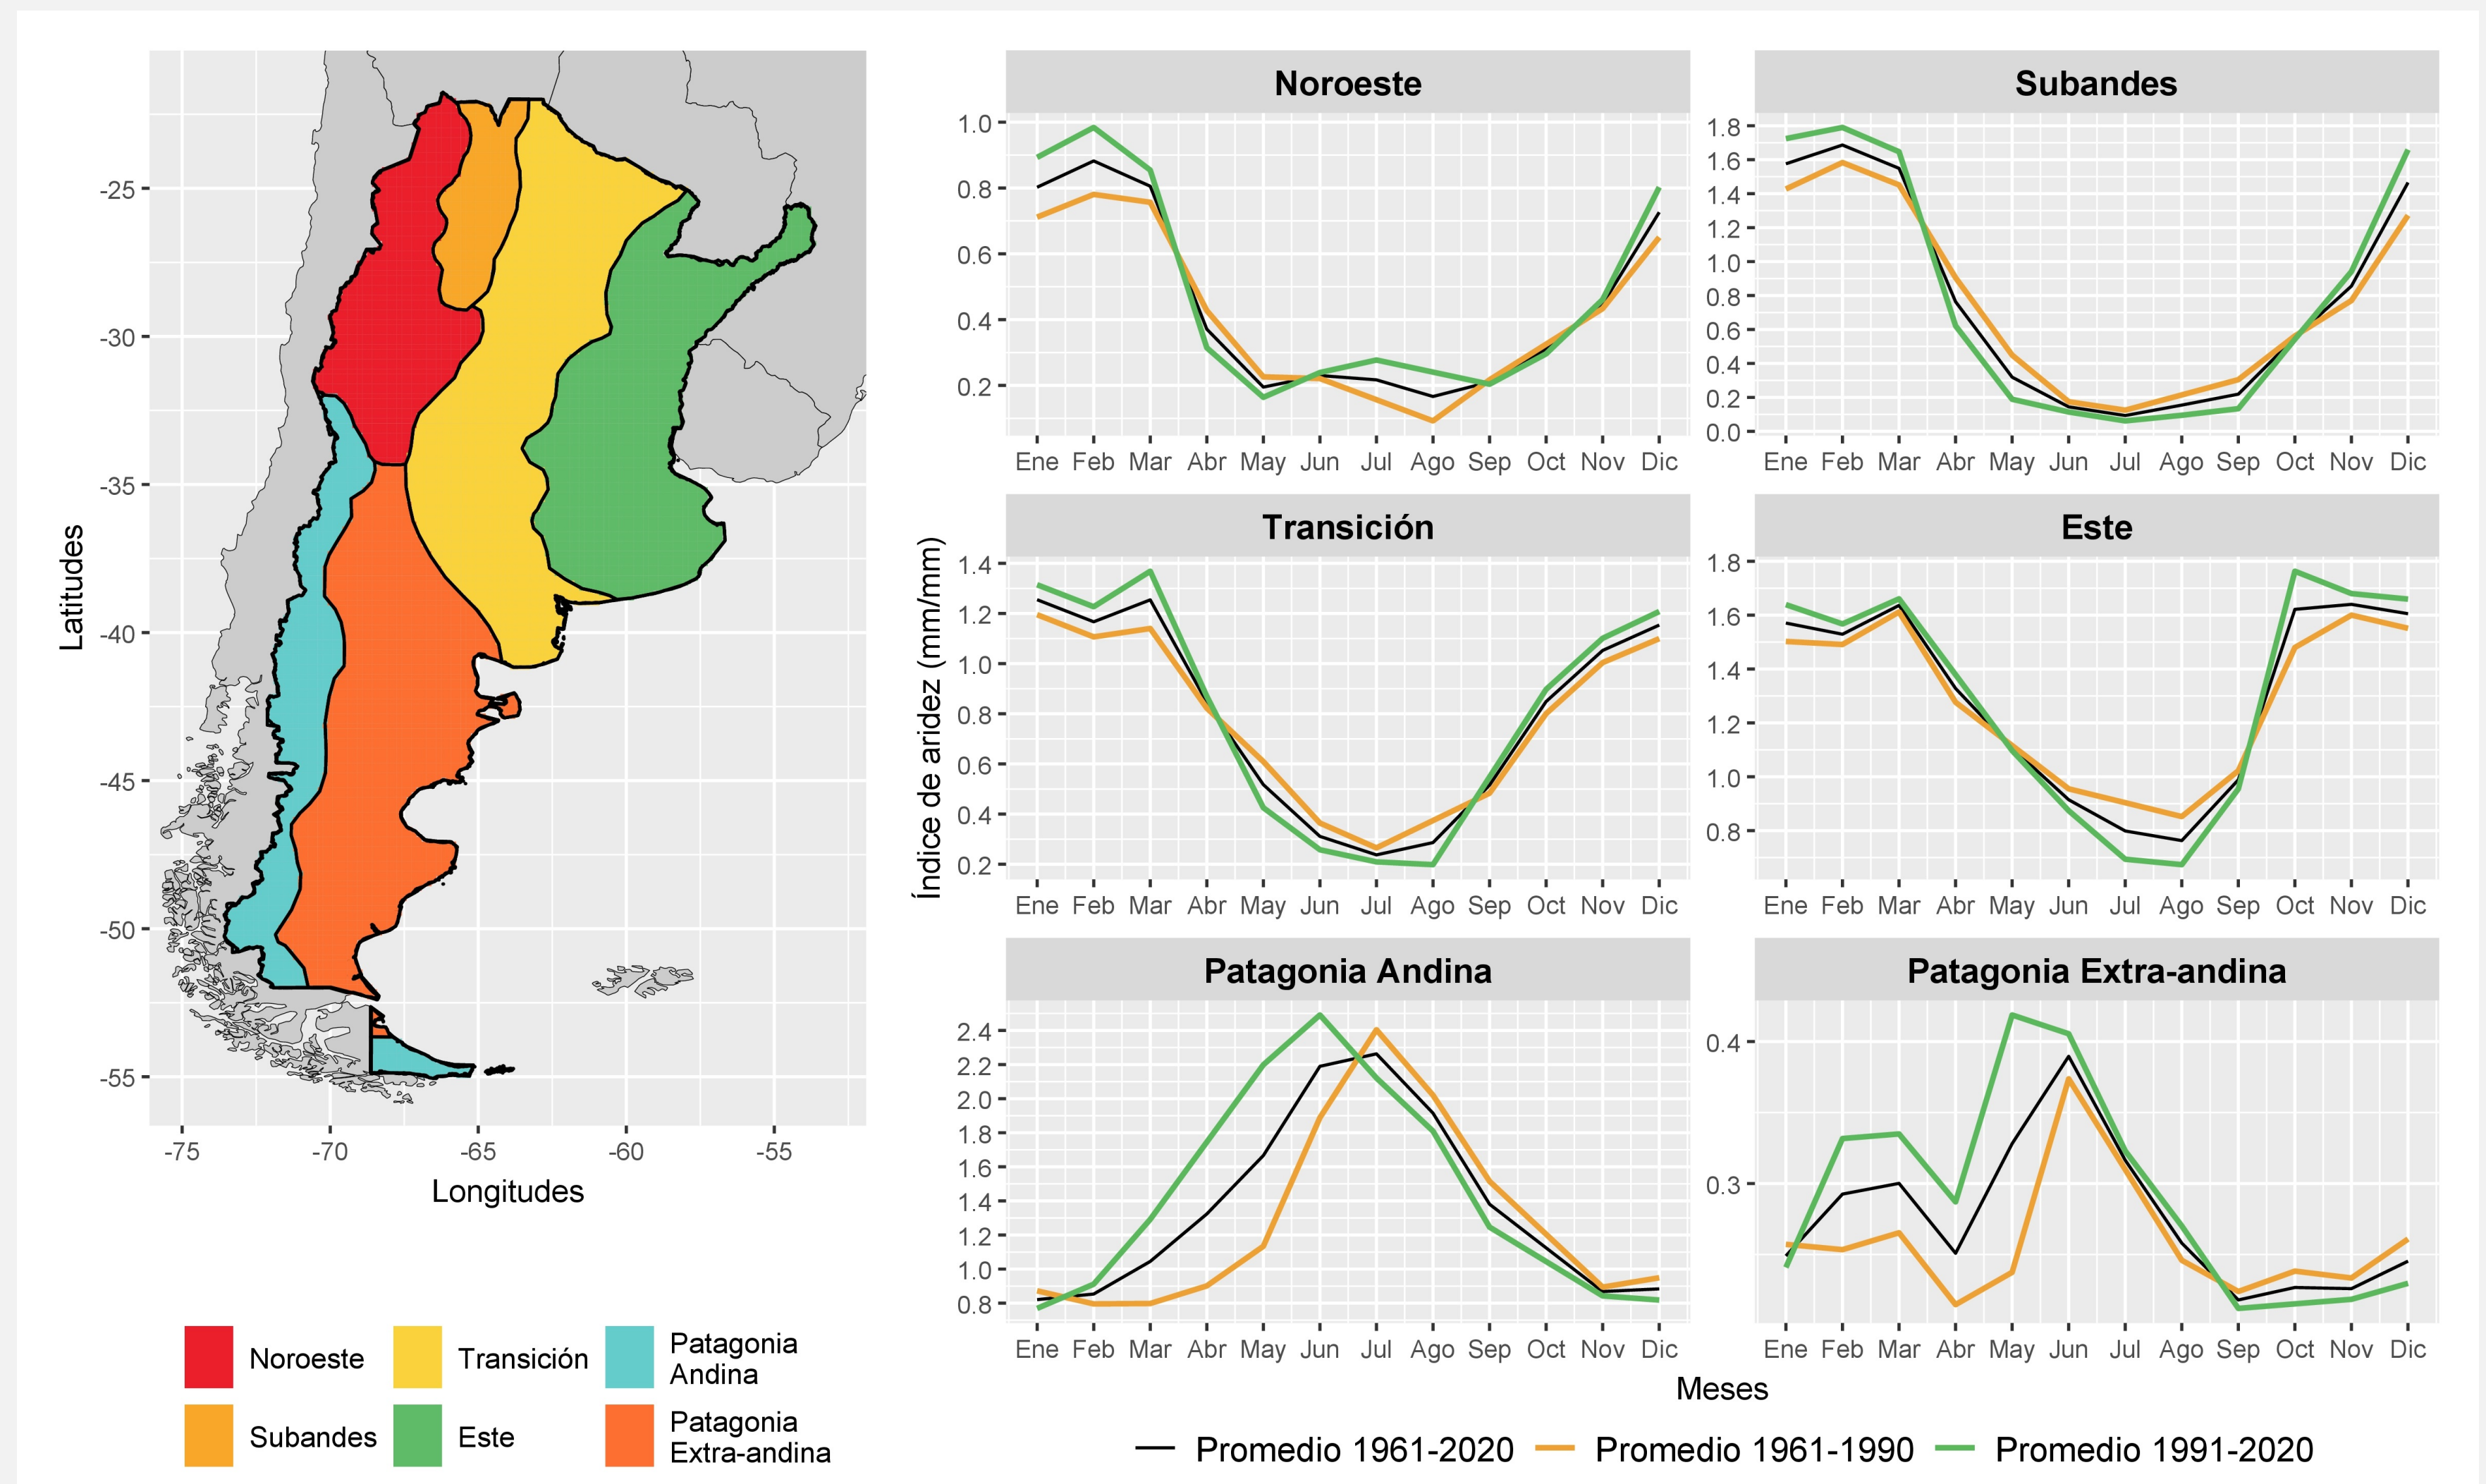 Latitudes
-25
-30
-35
-40
-45
-50
-55
-75 -70 -65 -60 -55
Longitudes
Noroeste
Transición
Patagonia
Andina
Subandes
Este
Patagonia
Extra-andina
Índice de aridez (mm/mm)
Noroeste
1.0
0.8
0.6
0.4
0.2
Ene Feb Mar Abr May Jun Jul Ago Sep Oct Nov Dic
Subandes
1.8
1.6
1.4
1.2
1.0
0.8
0.6
0.4
0.2
0.0
Ene Feb Mar Abr May Jun Jul Ago Sep Oct Nov Dic
Transición
1.4
1.2
1.0
0.8
0.6
0.4
0.2
Ene Feb Mar Abr May Jun Jul Ago Sep Oct Nov Dic
Este
1.8
1.6
1.4
1.2
1.0
0.8
Ene Feb Mar Abr May Jun Jul Ago Sep Oct Nov Dic
Patagonia Andina
2.4
2.2
2.0
1.8
1.6
1.4
1.2
1.0
0.8
Ene Feb Mar Abr May Jun Jul Ago Sep Oct Nov Dic
Patagonia Extra-andina
0.4
0.3
Ene Feb Mar Abr May Jun Jul Ago Sep Oct Nov Dic
Meses
Promedio 1961-2020 Promedio 1961-1990 Promedio 1991-2020